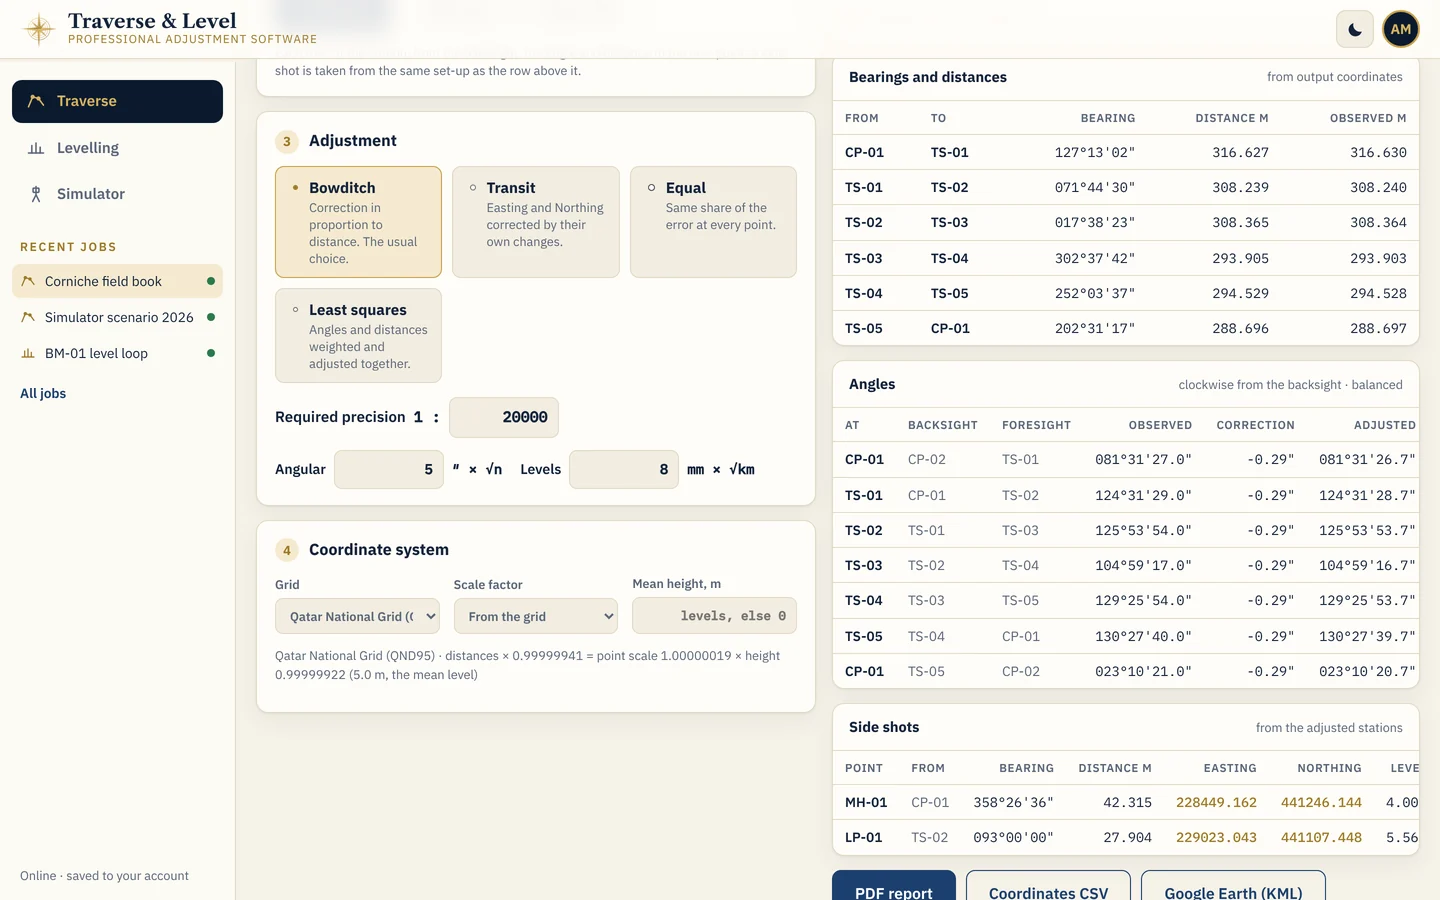 Traverse & Level
PROFESSIONAL ADJUSTMENT SOFTWARE
AM
Traverse
Levelling
Simulator
RECENT JOBS
Corniche field book
Simulator scenario 2026
BM-01 level loop
All jobs
Online · saved to your account
shot is taken from the same set-up as the row above it.
3 Adjustment
Bowditch
Correction in
proportion to
distance. The usual
choice.
Transit
Easting and Northing
corrected by their
own changes.
Equal
Same share of the
error at every point.
Least squares
Angles and distances
weighted and
adjusted together.
Required precision 1 : 20000
Angular 5 " × √n Levels 8 mm × √km
4 Coordinate system
Grid Scale factor Mean height, m
Qatar National Grid (( From the grid levels, else 0
Qatar National Grid (QND95) · distances × 0.99999941 = point scale 1.00000019 × height
0.99999922 (5.0 m, the mean level)
Bearings and distances from output coordinates
FROM TO BEARING DISTANCE M OBSERVED M
CP-01 TS-01 127°13'02" 316.627 316.630
TS-01 TS-02 071°44'30" 308.239 308.240
TS-02 TS-03 017°38'23" 308.365 308.364
TS-03 TS-04 302°37'42" 293.905 293.903
TS-04 TS-05 252°03'37" 294.529 294.528
TS-05 CP-01 202°31'17" 288.696 288.697
Angles clockwise from the backsight · balanced
AT BACKSIGHT FORESIGHT OBSERVED CORRECTION ADJUSTED
CP-01 CP-02 TS-01 081°31'27.0" -0.29" 081°31'26.7"
TS-01 CP-01 TS-02 124°31'29.0" -0.29" 124°31'28.7"
TS-02 TS-01 TS-03 125°53'54.0" -0.29" 125°53'53.7"
TS-03 TS-02 TS-04 104°59'17.0" -0.29" 104°59'16.7"
TS-04 TS-03 TS-05 129°25'54.0" -0.29" 129°25'53.7"
TS-05 TS-04 CP-01 130°27'40.0" -0.29" 130°27'39.7"
CP-01 TS-05 CP-02 023°10'21.0" -0.29" 023°10'20.7"
Side shots from the adjusted stations
POINT FROM BEARING DISTANCE M EASTING NORTHING LEVE
MH-01 CP-01 358°26'36" 42.315 228449.162 441246.144 4.00
LP-01 TS-02 093°00'00" 27.904 229023.043 441107.448 5.56
PDF report Coordinates CSV Google Earth (KML)